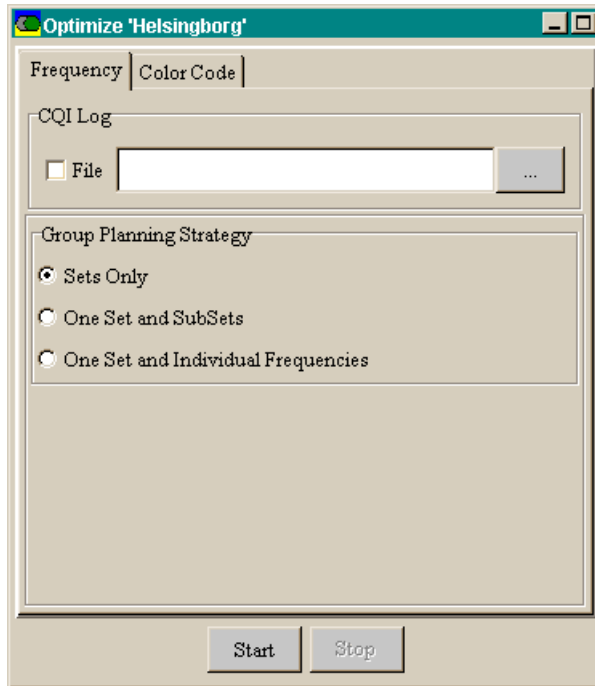 Optimize 'Helsingborg'
Frequency Color Code
CQI Log
File ...
Group Planning Strategy
Sets Only
One Set and SubSets
One Set and Individual Frequencies
Start Stop